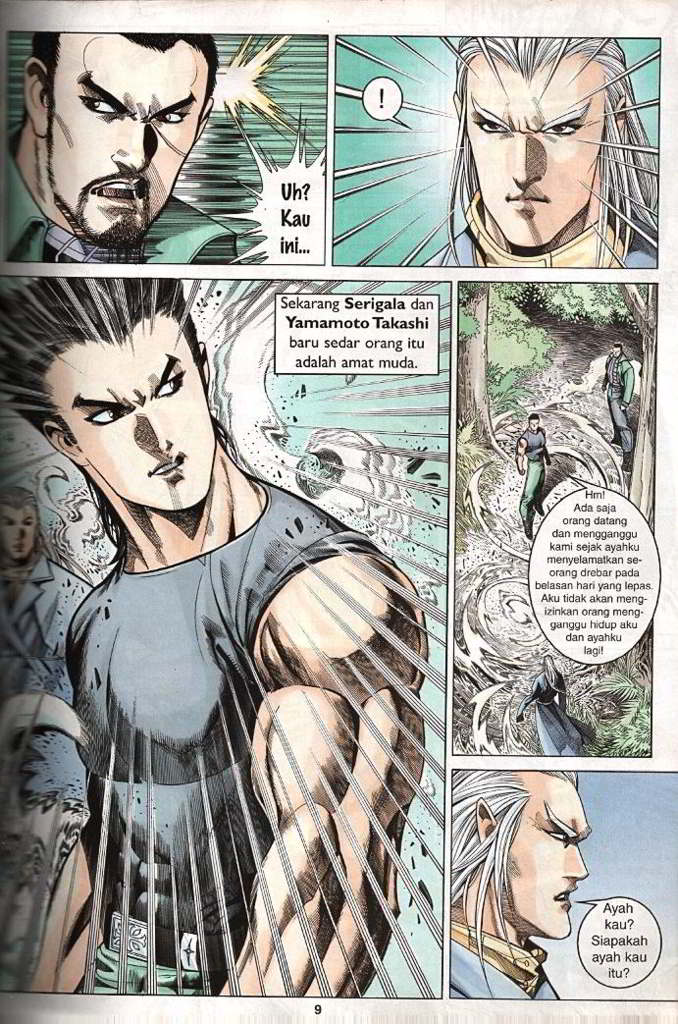 Uh?
Kau
ini...
!
Sekarang Serigala dan
Yamamoto Takashi
baru sedar orang itu
adalah amat muda.
Hm!
Ada saja
orang datang
dan mengganggu
kami sejak ayahku
menyelamatkan se-
orang drebar pada
belasan hari yang lepas.
Aku tidak akan meng-
izinkan orang meng-
ganggu hidup aku
dan ayahku
lagi!
Ayah
kau?
Siapakah
ayah kau
itu?
9